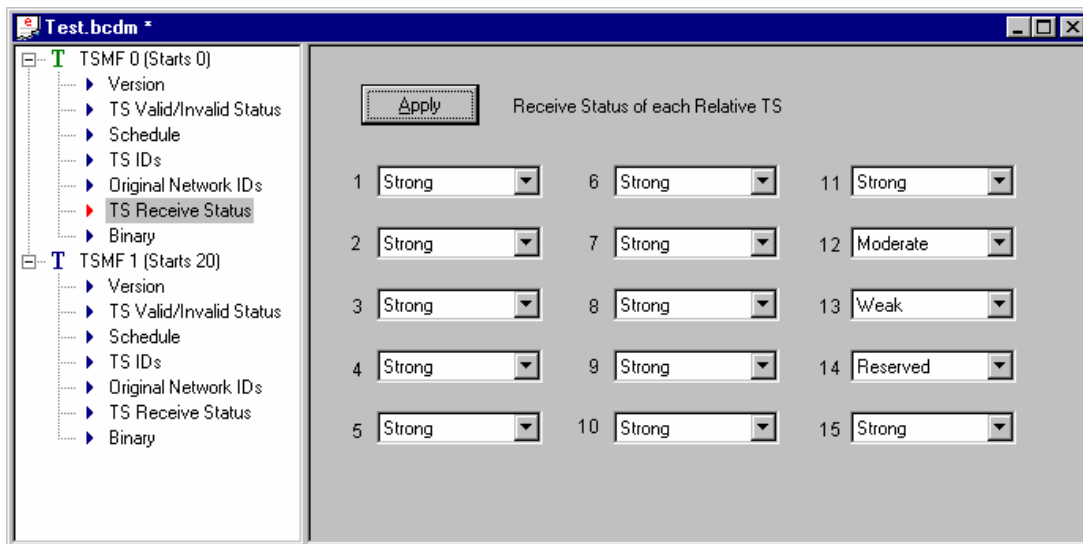 Test.bcdm *
TSMF 0 (Starts 0)
Version
TS Valid/Invalid Status
Schedule
TS IDs
Original Network IDs
TS Receive Status
Binary
TSMF 1 (Starts 20)
Version
TS Valid/Invalid Status
Schedule
TS IDs
Original Network IDs
TS Receive Status
Binary
Apply Receive Status of each Relative TS
1 Strong 6 Strong 11 Strong
2 Strong 7 Strong 12 Moderate
3 Strong 8 Strong 13 Weak
4 Strong 9 Strong 14 Reserved
5 Strong 10 Strong 15 Strong